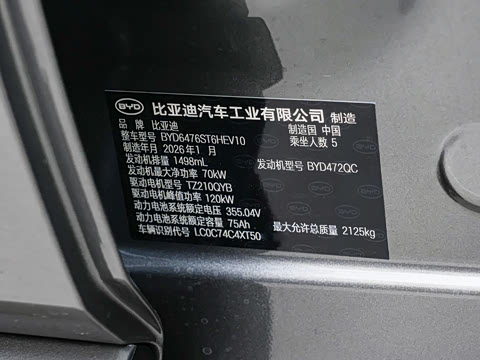 BYD 比亚迪汽车工业有限公司 制造
品 牌 比亚迪 制造国 中国
整车型号 BYD6476ST6HEV10 乘坐人数 5
制造年月 2026年1 月
发动机排量 1498mL 发动机型号 BYD472QC
发动机最大净功率 70kW
驱动电机型号 TZ210QYB
驱动电机峰值功率 120kW
动力电池系统额定电压 355.04V
动力电池系统额定容量 75Ah 最大允许总质量 2125kg
车辆识别代号 LC0C74C4XT50